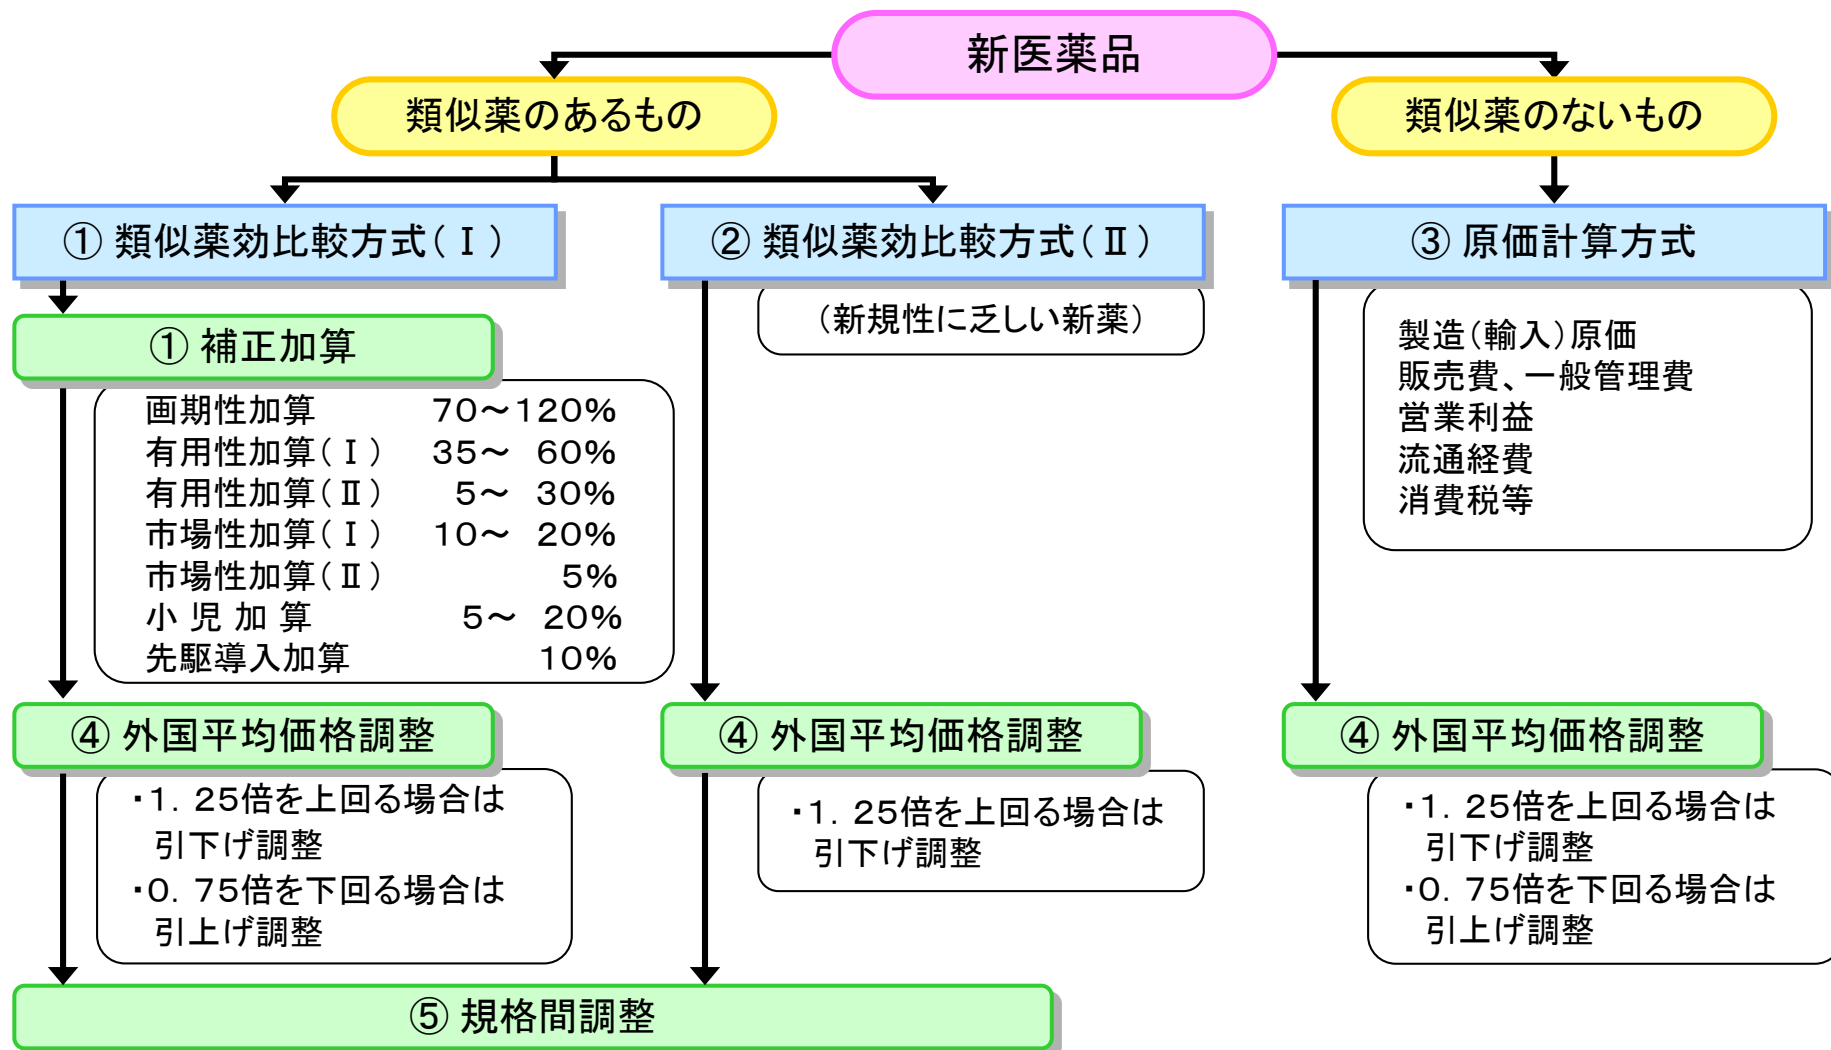 新医薬品
類似薬のあるもの
類似薬のないもの
① 類似薬効比較方式(Ⅰ)
② 類似薬効比較方式(Ⅱ)
③ 原価計算方式
(新規性に乏しい新薬)
① 補正加算
画期性加算 70~120%
有用性加算(Ⅰ) 35~ 60%
有用性加算(Ⅱ) 5~ 30%
市場性加算(Ⅰ) 10~ 20%
市場性加算(Ⅱ) 5%
小 児 加 算 5~ 20%
先駆導入加算 10%
製造(輸入)原価
販売費、一般管理費
営業利益
流通経費
消費税等
④ 外国平均価格調整
・1.25倍を上回る場合は
引下げ調整
・0.75倍を下回る場合は
引上げ調整
④ 外国平均価格調整
・1.25倍を上回る場合は
引下げ調整
④ 外国平均価格調整
・1.25倍を上回る場合は
引下げ調整
・0.75倍を下回る場合は
引上げ調整
⑤ 規格間調整